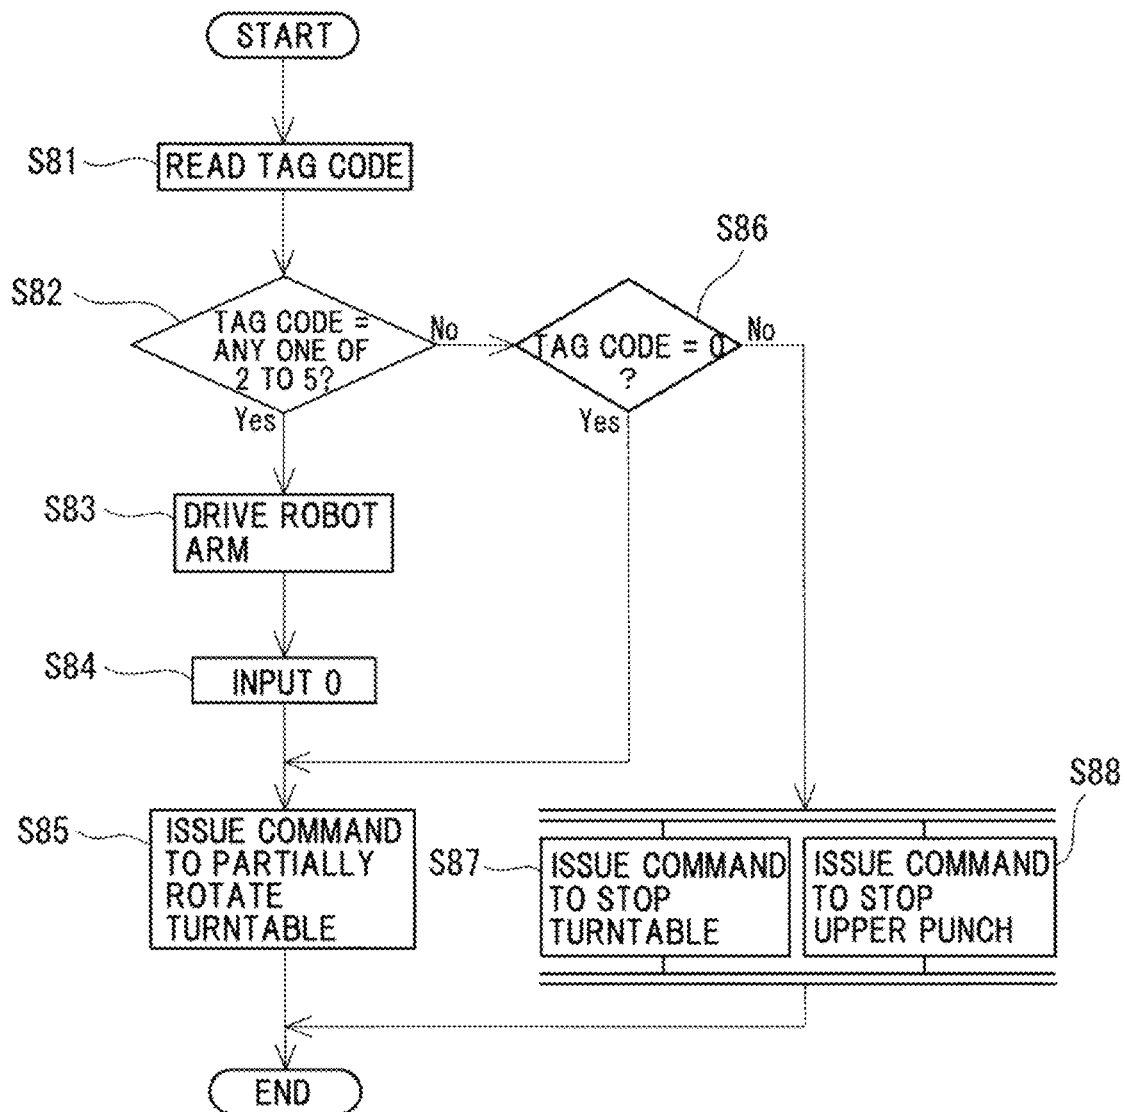 START
S81
READ TAG CODE
S86
S82
TAG CODE =
ANY ONE OF
2 TO 5?
No
Yes
TAG CODE = 0
?
No
Yes
S83
DRIVE ROBOT
ARM
S84
INPUT 0
S85
ISSUE COMMAND
TO PARTIALLY
ROTATE
TURNTABLE
S87
ISSUE COMMAND
TO STOP
TURNTABLE
S88
ISSUE COMMAND
TO STOP
UPPER PUNCH
END